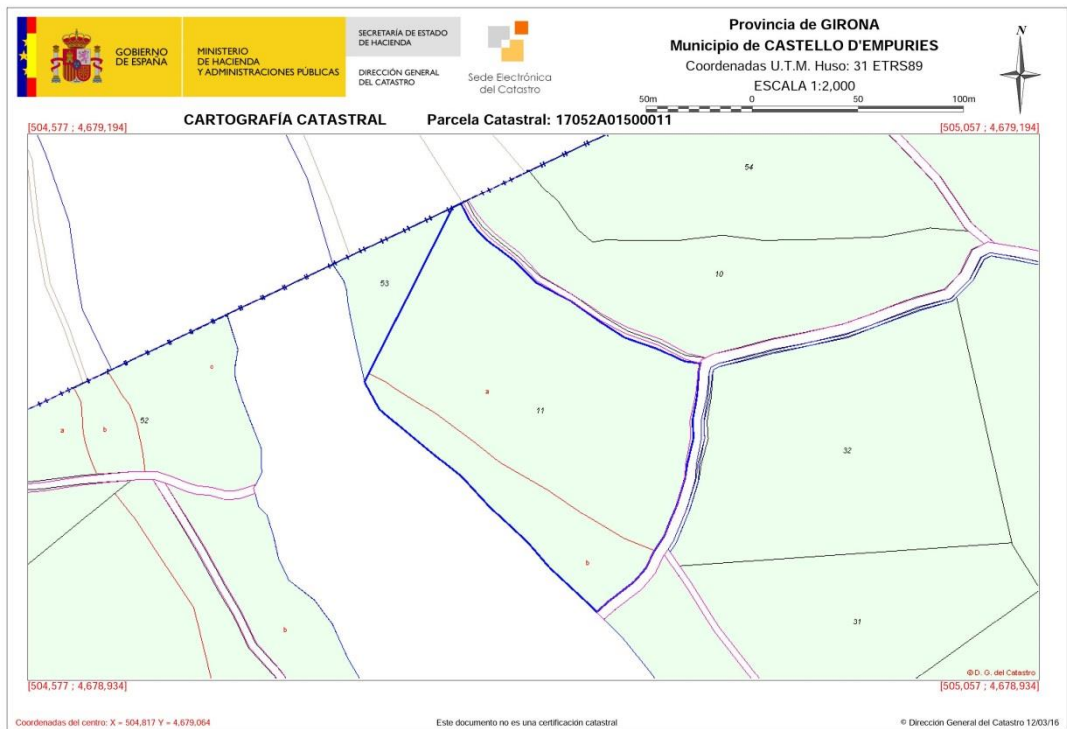 GOBIERNO
DE ESPAÑA
MINISTERIO
DE HACIENDA
Y ADMINISTRACIONES PÚBLICAS
SECRETARÍA DE ESTADO
DE HACIENDA
DIRECCIÓN GENERAL
DEL CATASTRO
Sede Electrónica
del Catastro
Provincia de GIRONA
Municipio de CASTELLO D'EMPURIES
Coordenadas U.T.M. Huso: 31 ETRS89
ESCALA 1:2,000
50m 0 50 100m
N
CARTOGRAFÍA CATASTRAL Parcela Catastral: 17052A01500011
[504,577 ; 4,679,194] [505,057 ; 4,679,194]
54
10
53
c
a
11
52
a b
32
b
b
31
© D. G. del Catastro
[504,577 ; 4,678,934] [505,057 ; 4,678,934]
Coordenadas del centro: X = 504,817 Y = 4,679,064 Este documento no es una certificación catastral © Dirección General del Catastro 12/03/16